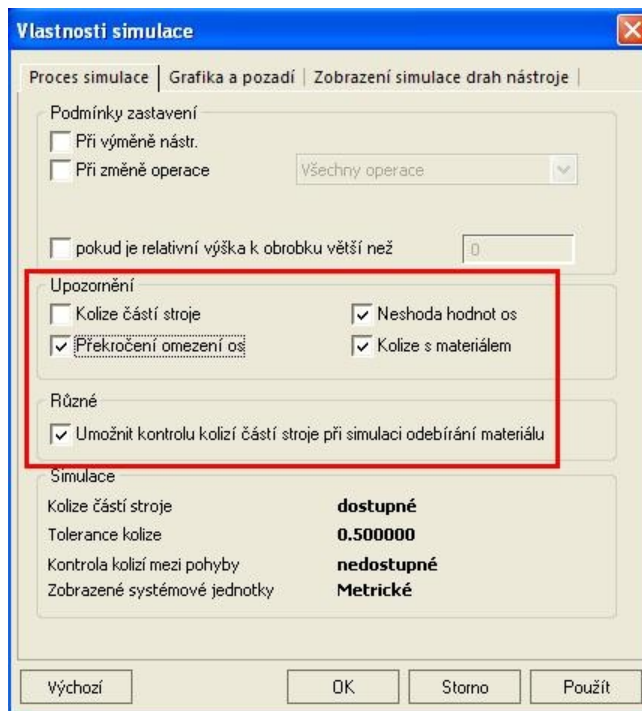 Vlastnosti simulace
Proces simulace Grafika a pozadí Zobrazení simulace drah nástroje
Podmínky zastavení
Při výměně nástr.
Při změně operace Všechny operace
pokud je relativní výška k obrobku větší než 0
Upozornění
Kolize částí stroje Neshoda hodnot os
Překročení omezení os Kolize s materiálem
Různé
Umožnit kontrolu kolizí částí stroje při simulaci odebírání materiálu
Simulace
Kolize částí stroje dostupné
Tolerance kolize 0.500000
Kontrola kolizí mezi pohyby nedostupné
Zobrazené systémové jednotky Metrické
Výchozí OK Storno Použít